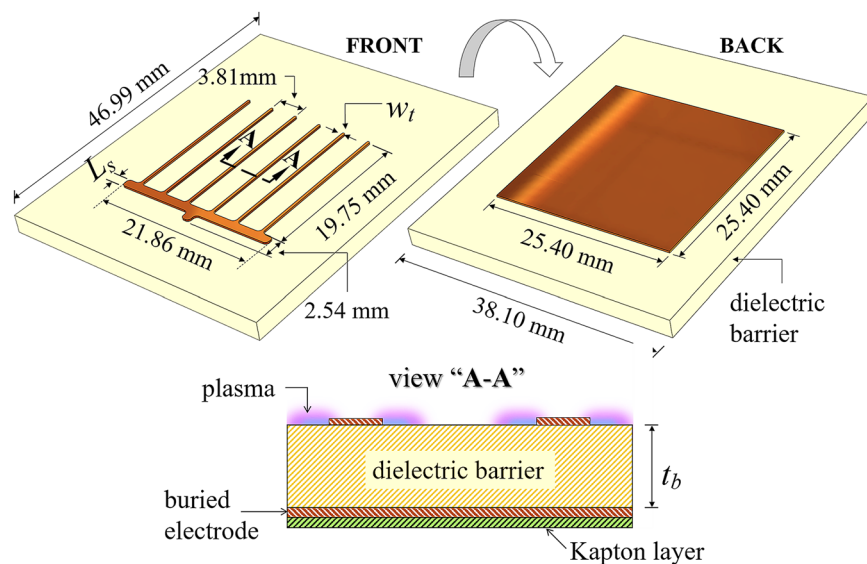 FRONT
BACK
46.99 mm
3.81mm
w_t
A
A
L_s
19.75 mm
21.86 mm
2.54 mm
25.40 mm
25.40 mm
38.10 mm
dielectric
barrier
view “A-A”
plasma
dielectric barrier
t_b
buried
electrode
Kapton layer